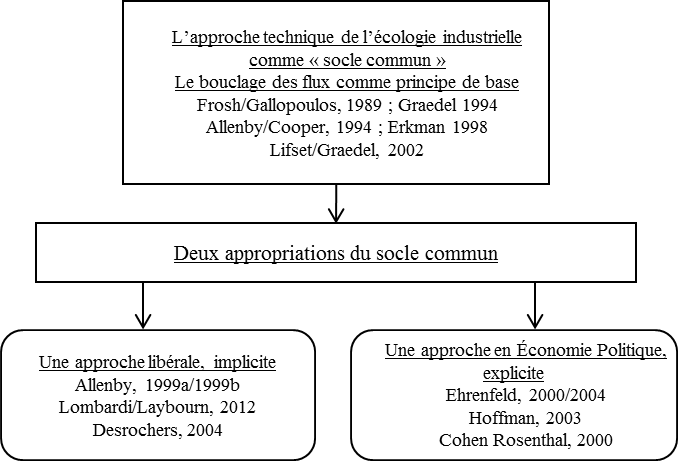 L'approche technique de l'écologie industrielle
comme « socle commun »
Le bouclage des flux comme principe de base
Frosh/Gallopoulos, 1989 ; Graedel 1994
Allenby/Cooper, 1994 ; Erkman 1998
Lifset/Graedel, 2002
Deux appropriations du socle commun
Une approche libérale, implicite
Allenby, 1999a/1999b
Lombardi/Laybourn, 2012
Desrochers, 2004
Une approche en Économie Politique,
explicite
Ehrenfeld, 2000/2004
Hoffman, 2003
Cohen Rosenthal, 2000